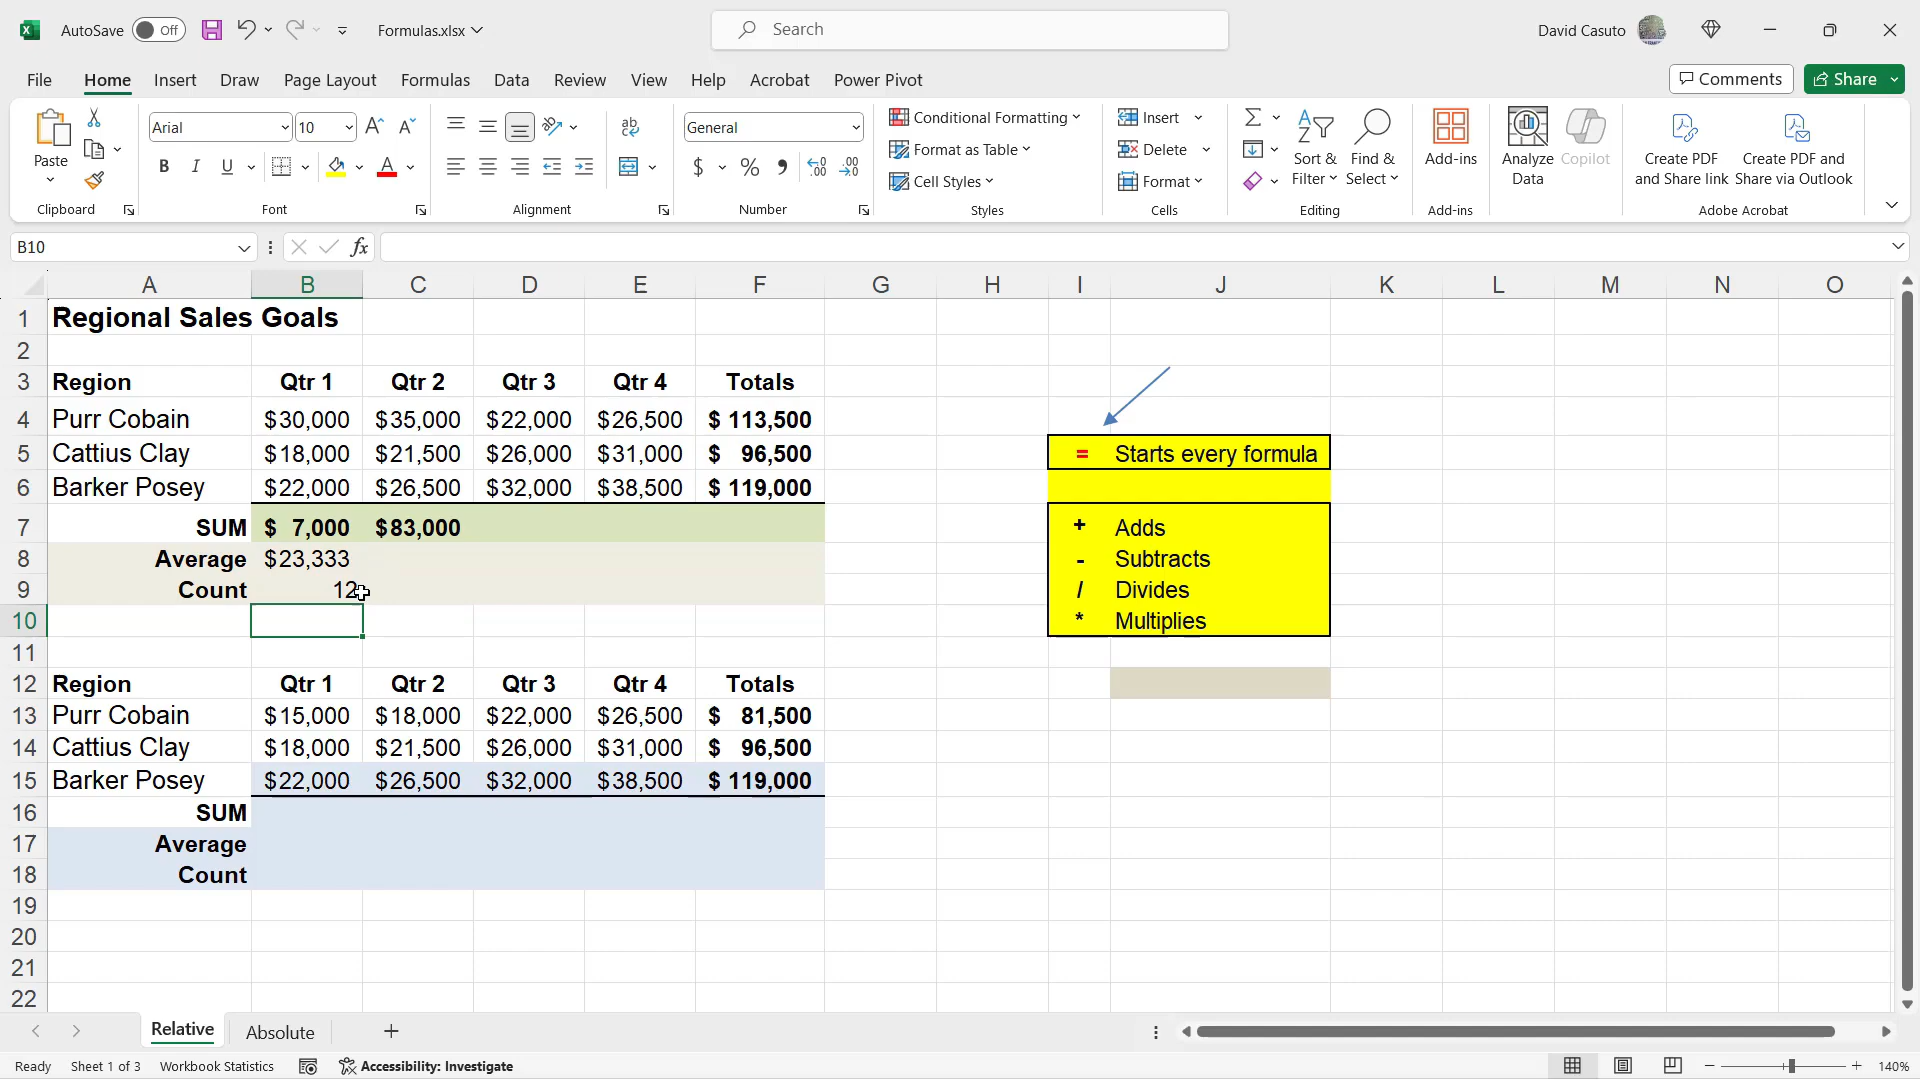 AutoSave Off Formulas.xlsx Search David Casuto
File Home Insert Draw Page Layout Formulas Data Review View Help Acrobat Power Pivot Comments Share
Paste Arial 10 General $ % Conditional Formatting Format as Table Cell Styles Insert Delete Format Sort & Filter Find & Select Add-ins Analyze Data Copilot Create PDF and Share link Create PDF and Share via Outlook
Clipboard Font Alignment Number Styles Cells Editing Add-ins Adobe Acrobat
B10 fx
A B C D E F G H I J K L M N O
1 Regional Sales Goals
2
3 Region Qtr 1 Qtr 2 Qtr 3 Qtr 4 Totals
4 Purr Cobain $30,000 $35,000 $22,000 $26,500 $ 113,500
5 Cattius Clay $18,000 $21,500 $26,000 $31,000 $ 96,500 = Starts every formula
6 Barker Posey $22,000 $26,500 $32,000 $38,500 $ 119,000
7 SUM $ 7,000 $83,000 + Adds
8 Average $23,333 - Subtracts
9 Count 12 / Divides
10 * Multiplies
11
12 Region Qtr 1 Qtr 2 Qtr 3 Qtr 4 Totals
13 Purr Cobain $15,000 $18,000 $22,000 $26,500 $ 81,500
14 Cattius Clay $18,000 $21,500 $26,000 $31,000 $ 96,500
15 Barker Posey $22,000 $26,500 $32,000 $38,500 $ 119,000
16 SUM
17 Average
18 Count
19
20
21
22
Relative Absolute
Ready Sheet 1 of 3 Workbook Statistics Accessibility: Investigate 140%